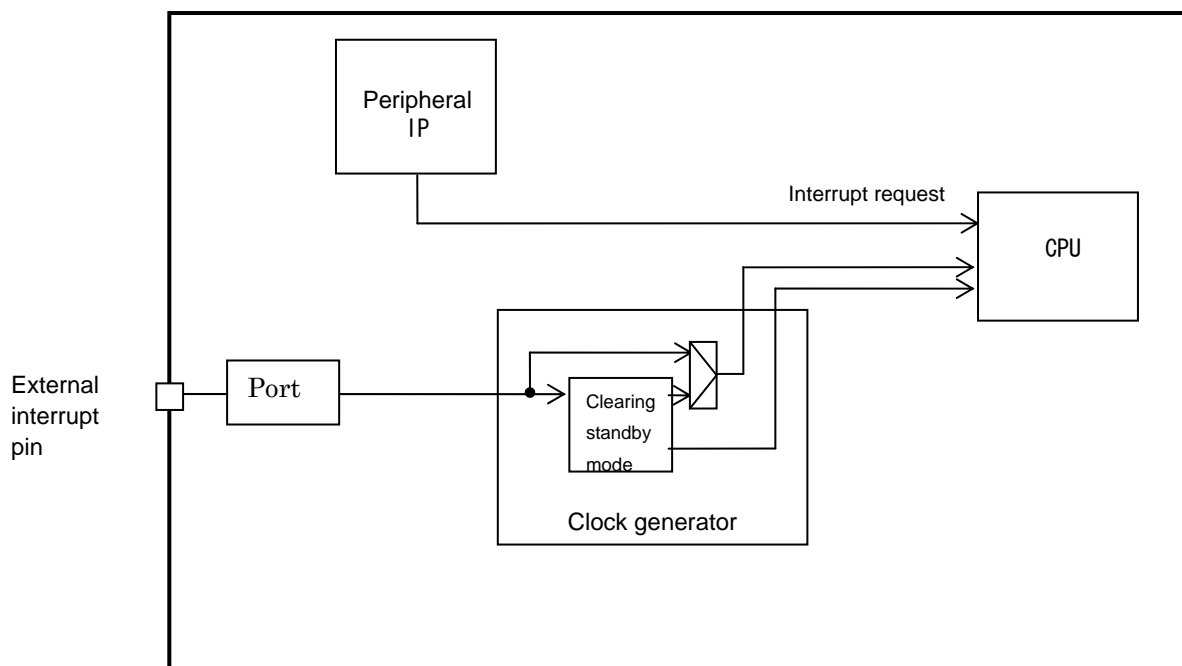 Peripheral
IP
Interrupt request
CPU
External
interrupt
pin
Port
Clearing
standby
mode
Clock generator